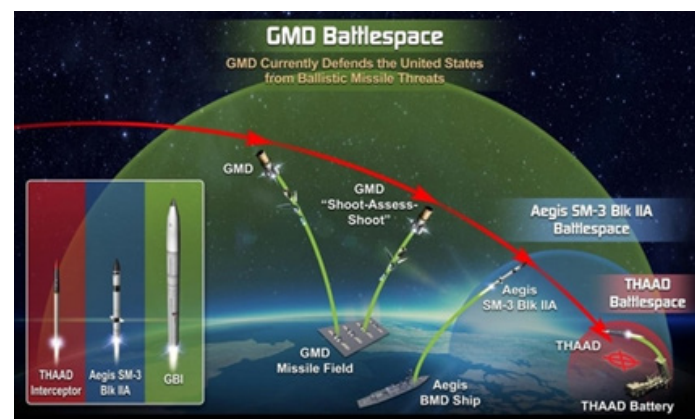 GMD Battlespace
GMD Currently Defends the United States
from Ballistic Missile Threats
GMD
GMD
"Shoot-Assess-
Shoot"
Aegis SM-3 Blk IIA
Battlespace
THAAD
Battlespace
Aegis
SM-3 Blk IIA
THAAD
GMD
Missile Field
Aegis
BMD Ship
THAAD Battery
THAAD
Interceptor
Aegis SM-3
Blk IIA
GBI